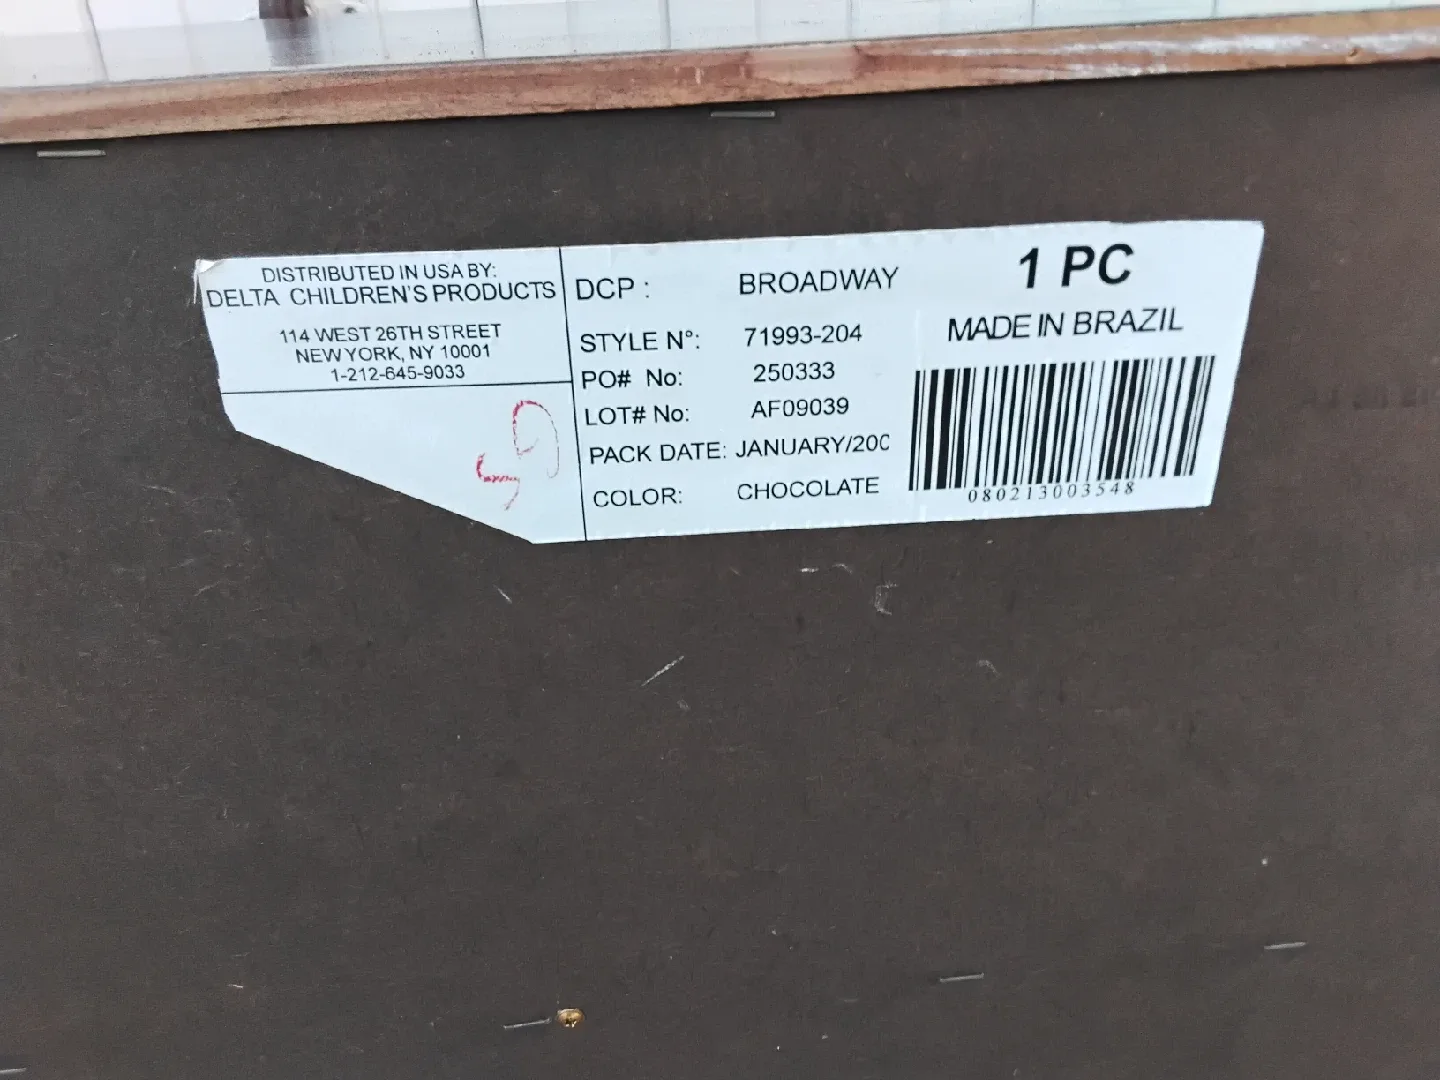 DISTRIBUTED IN USA BY:
DELTA CHILDREN'S PRODUCTS
114 WEST 26TH STREET
NEW YORK, NY 10001
1-212-645-9033
DCP : BROADWAY
STYLE N°: 71993-204
PO# No: 250333
LOT# No: AF09039
PACK DATE: JANUARY/200
COLOR: CHOCOLATE
1 PC
MADE IN BRAZIL
080213003548